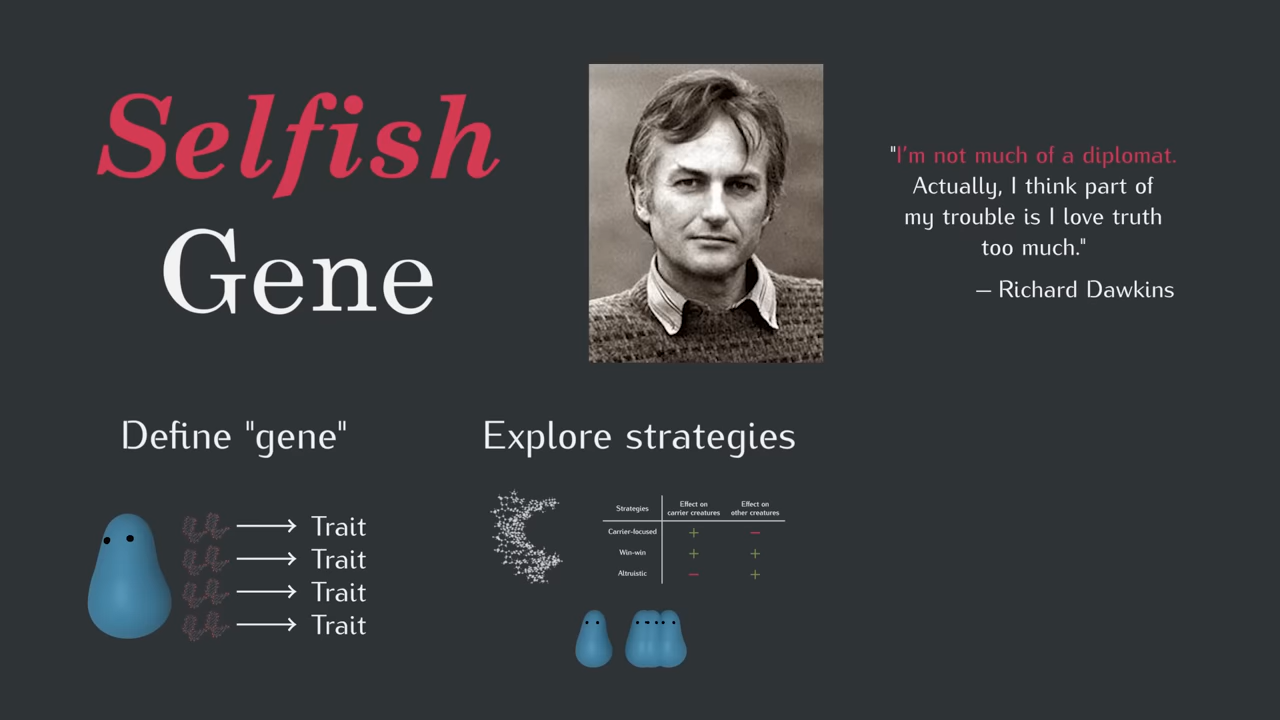 Selfish
Gene
"I'm not much of a diplomat.
Actually, I think part of
my trouble is I love truth
too much."
– Richard Dawkins
Define "gene"
Trait
Trait
Trait
Trait
Explore strategies
Strategies
Effect on
carrier creatures
Effect on
other creatures
Carrier-focused + –
Win-win + +
Altruistic – +